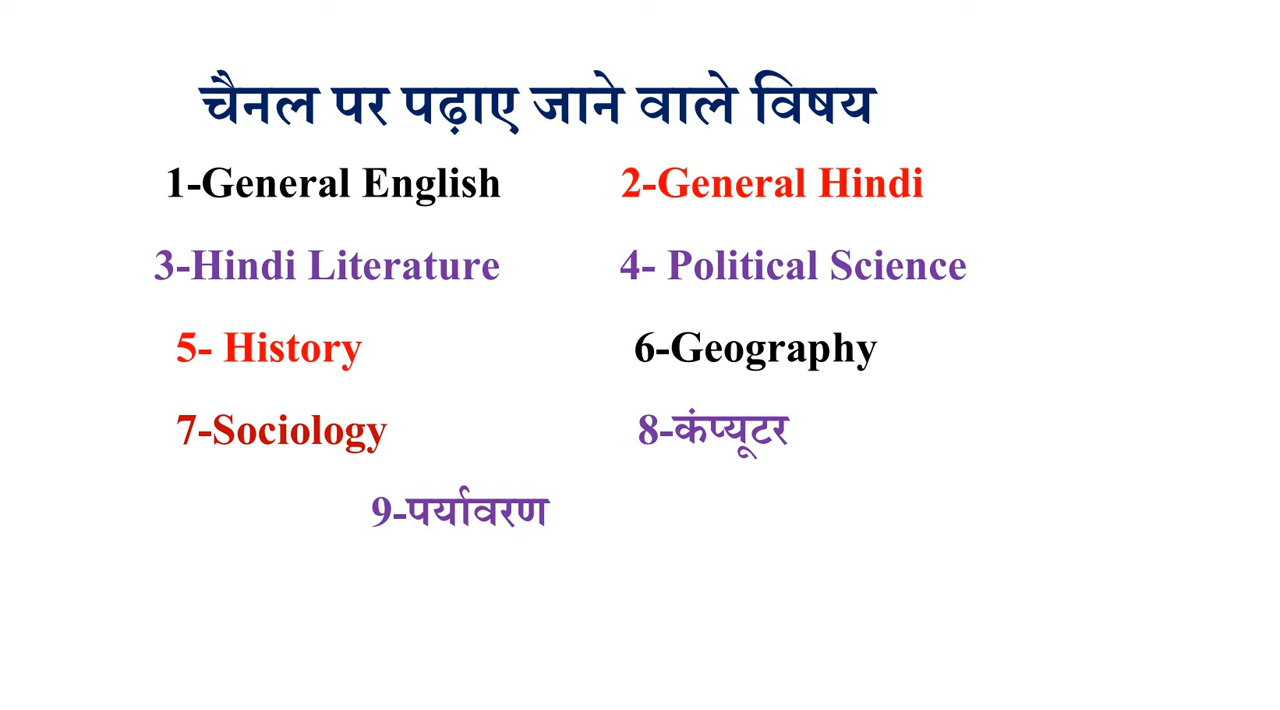 चैनल पर पढ़ाए जाने वाले विषय
1-General English 2-General Hindi
3-Hindi Literature 4- Political Science
5- History 6-Geography
7-Sociology 8-कंप्यूटर
9-पर्यावरण